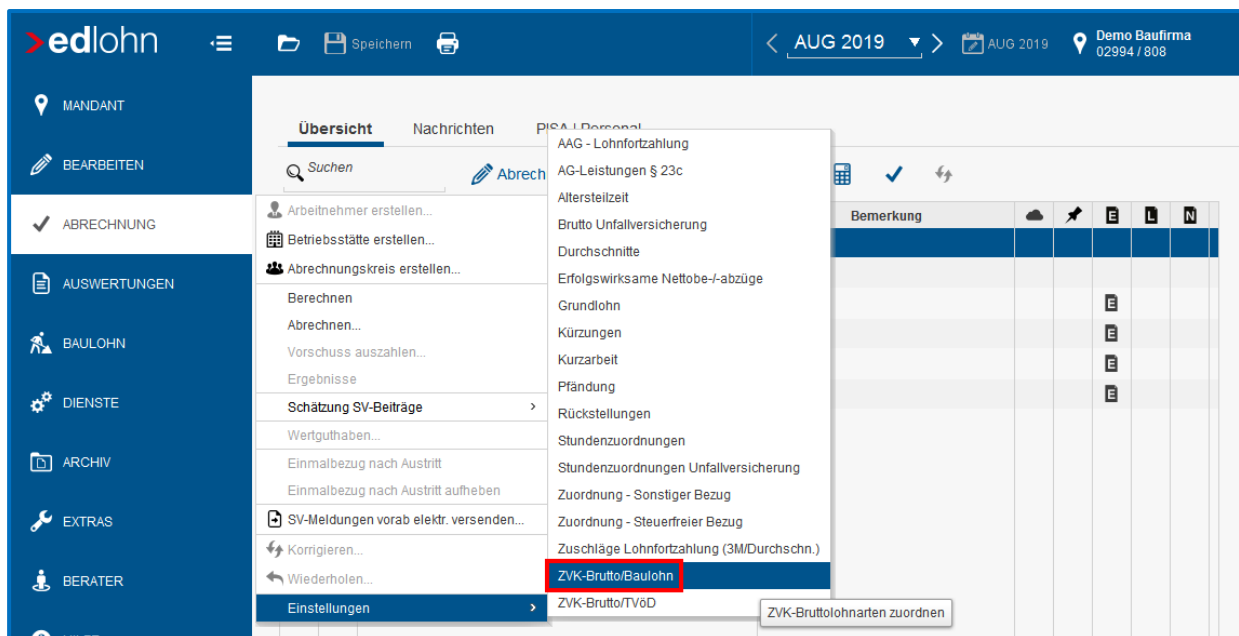 edlohn
Speichern
AUG 2019
AUG 2019
Demo Baufirma
02994 / 808
MANDANT
BEARBEITEN
ABRECHNUNG
AUSWERTUNGEN
BAULOHN
DIENSTE
ARCHIV
EXTRAS
BERATER
Übersicht
Nachrichten
Suchen
Abrech
Bemerkung
E
L
N
E
E
E
E
Arbeitnehmer erstellen...
Betriebsstätte erstellen...
Abrechnungskreis erstellen...
Berechnen
Abrechnen...
Vorschuss auszahlen...
Ergebnisse
Schätzung SV-Beiträge
Wertguthaben...
Einmalbezug nach Austritt
Einmalbezug nach Austritt aufheben
SV-Meldungen vorab elektr. versenden...
Korrigieren...
Wiederholen...
Einstellungen
AAG - Lohnfortzahlung
AG-Leistungen § 23c
Altersteilzeit
Brutto Unfallversicherung
Durchschnitte
Erfolgswirksame Nettobe-/-abzüge
Grundlohn
Kürzungen
Kurzarbeit
Pfändung
Rückstellungen
Stundenzuordnungen
Stundenzuordnungen Unfallversicherung
Zuordnung - Sonstiger Bezug
Zuordnung - Steuerfreier Bezug
Zuschläge Lohnfortzahlung (3M/Durchschn.)
ZVK-Brutto/Baulohn
ZVK-Brutto/TVöD
ZVK-Bruttolohnarten zuordnen